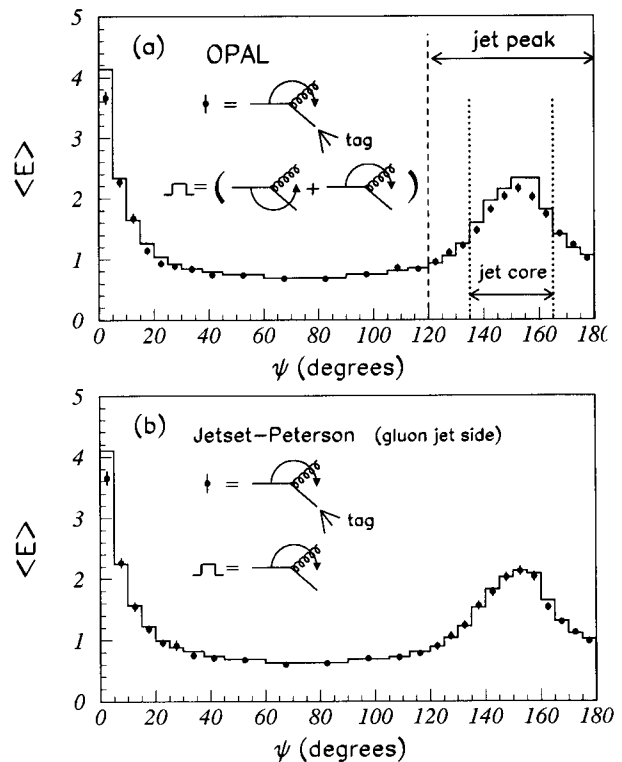 (a) OPAL
jet peak
=
tag
= ( + )
jet core
<E>
5
4
3
2
1
0
0 20 40 60 80 100 120 140 160 180
ψ (degrees)
(b) Jetset-Peterson (gluon jet side)
=
tag
=
<E>
5
4
3
2
1
0
0 20 40 60 80 100 120 140 160 180
ψ (degrees)